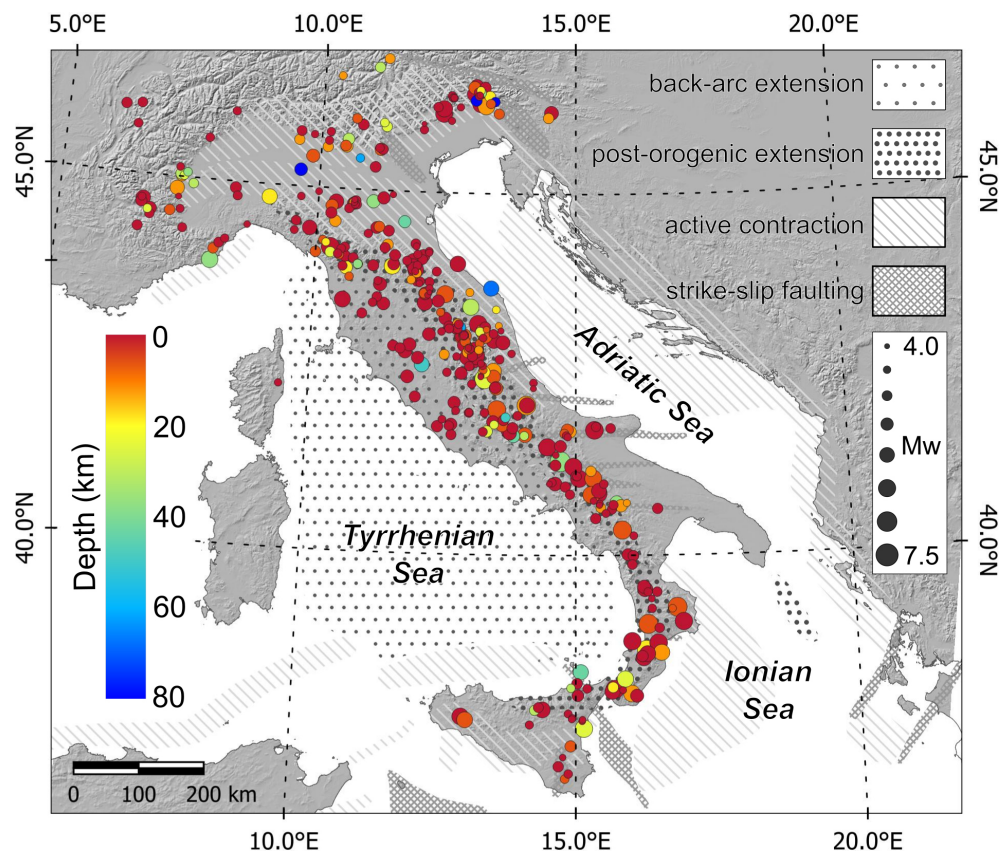 5.0°E
10.0°E
15.0°E
20.0°E
back-arc extension
post-orogenic extension
active contraction
strike-slip faulting
45.0°N
45.0°N
4.0
Mw
7.5
Adriatic Sea
0
20
40
60
80
Depth (km)
Tyrrhenian
Sea
40.0°N
40.0°N
Ionian
Sea
0
100
200 km
10.0°E
15.0°E
20.0°E